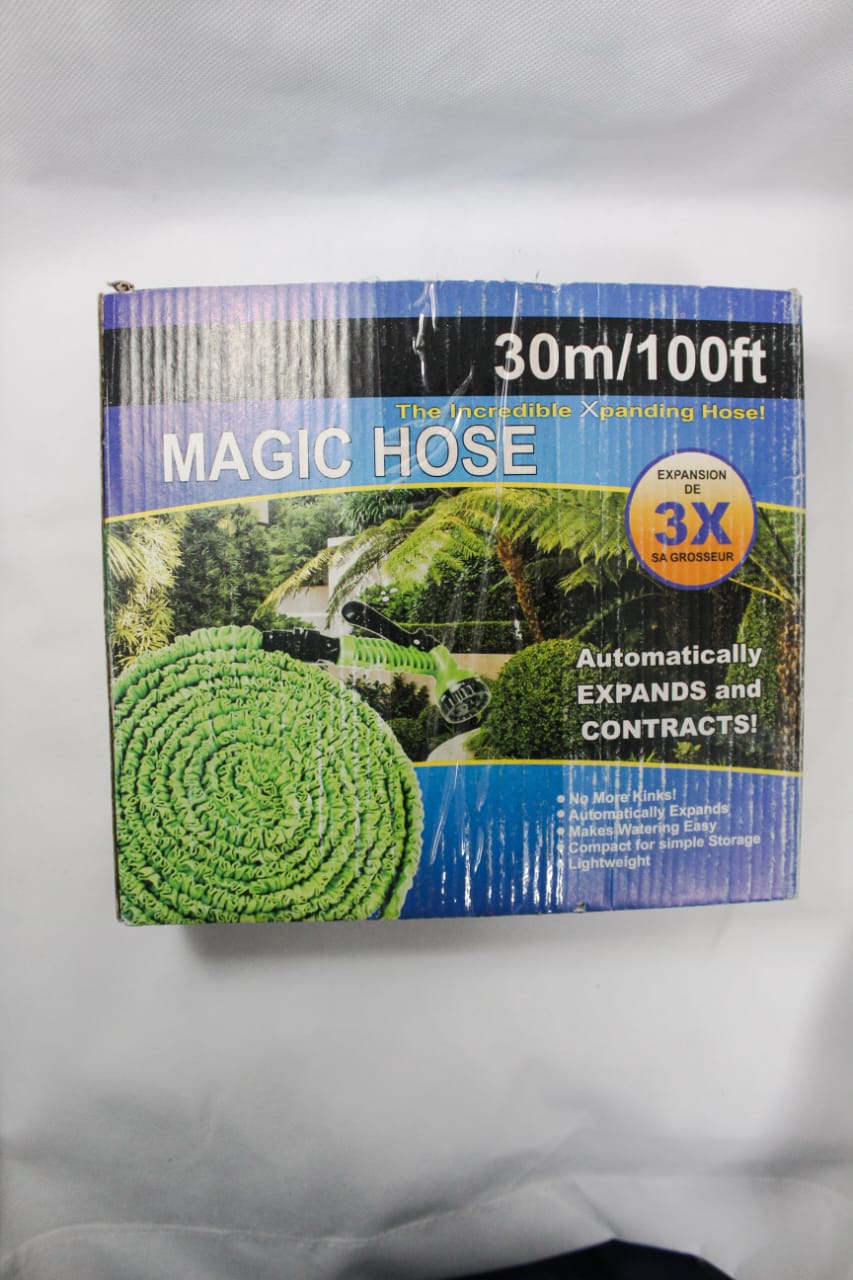 30m/100ft
The Incredible Xpanding Hose!
MAGIC HOSE
EXPANSION
DE
3X
SA GROSSEUR
Automatically
EXPANDS and
CONTRACTS!
• No More Kinks!
• Automatically Expands
• Makes Watering Easy
• Compact for simple Storage
• Lightweight